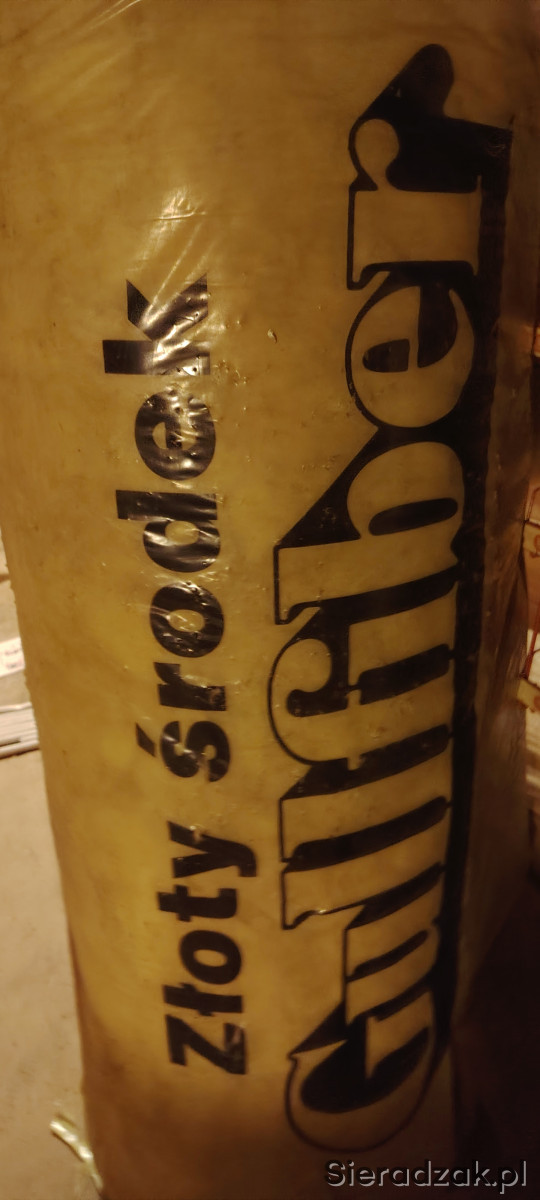 Złoty środek
Gullfiber
Sieradzak.pl